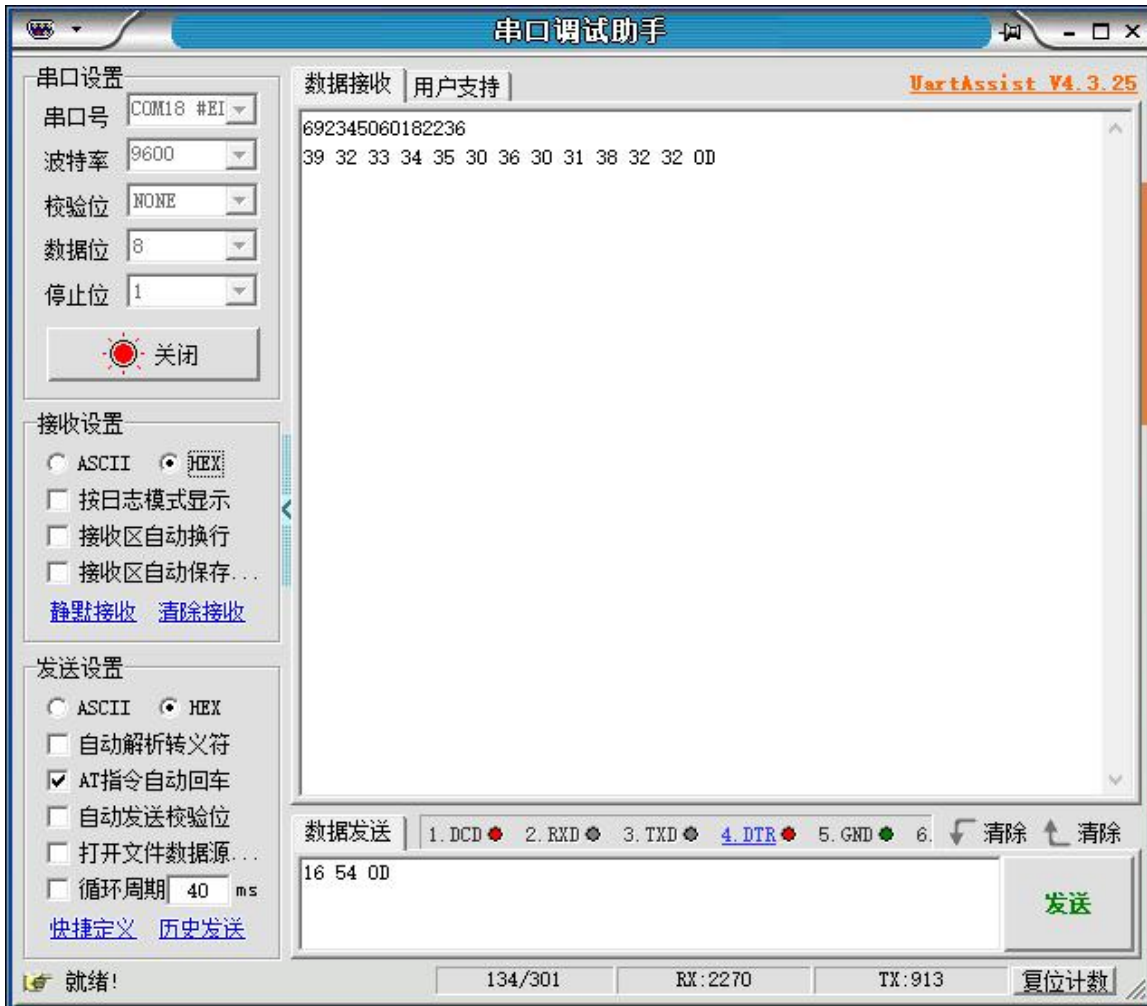 串口调试助手
串口设置
串口号 COM18 #EI
波特率 9600
校验位 NONE
数据位 8
停止位 1
关闭
接收设置
ASCII HEX
按日志模式显示
接收区自动换行
接收区自动保存...
静默接收 清除接收
发送设置
ASCII HEX
自动解析转义符
AT指令自动回车
自动发送校验位
打开文件数据源...
循环周期 40 ms
快捷定义 历史发送
数据接收 用户支持 UartAssist V4.3.25
692345060182236
39 32 33 34 35 30 36 30 31 38 32 32 0D
数据发送 1.DCD 2.RXD 3.TXD 4.DTR 5.GND 6. 清除 清除
16 54 0D
发送
就绪! 134/301 RX:2270 TX:913 复位计数